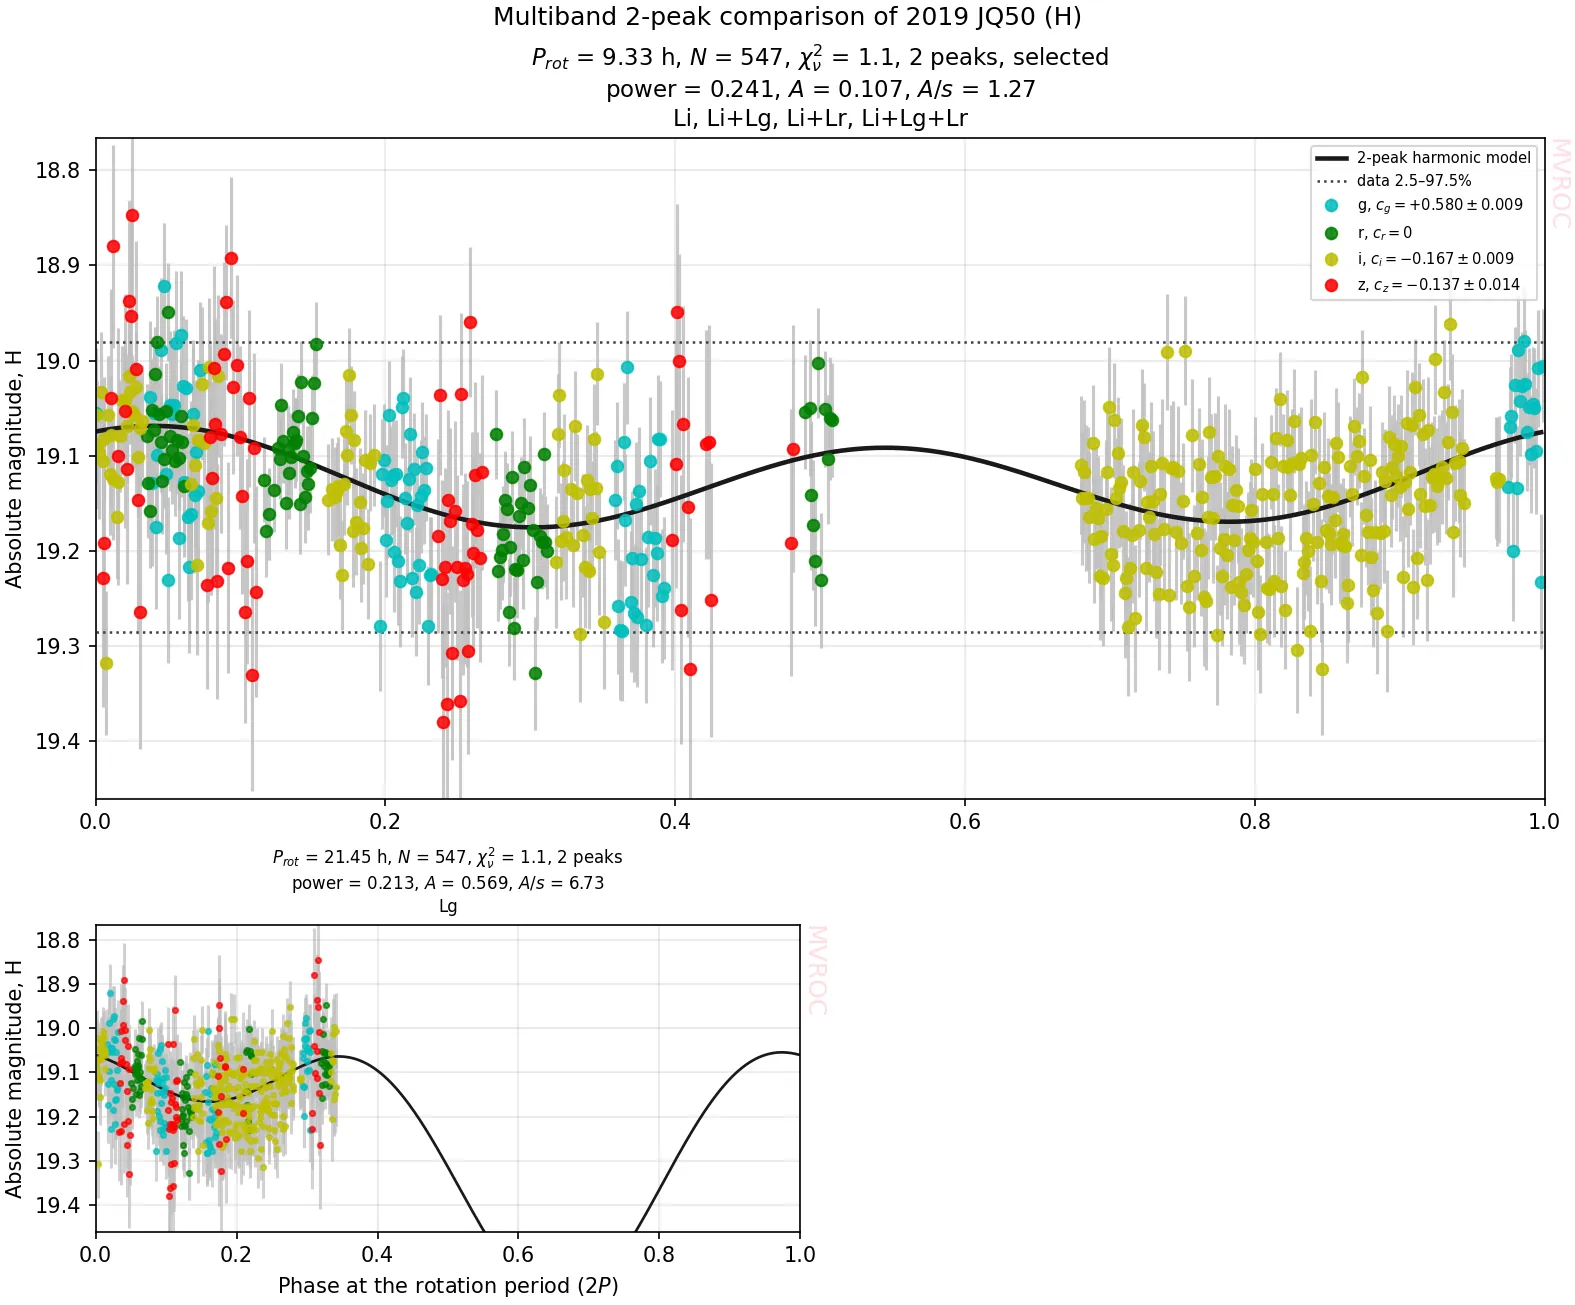 Multiband 2-peak comparison of 2019 JQ50 (H)
P_rot = 9.33 h, N = 547, χ²_ν = 1.1, 2 peaks, selected
power = 0.241, A = 0.107, A/s = 1.27
Li, Li+Lg, Li+Lr, Li+Lg+Lr
MVROC
2-peak harmonic model
data 2.5–97.5%
g, c_g = +0.580 ± 0.009
r, c_r = 0
i, c_i = −0.167 ± 0.009
z, c_z = −0.137 ± 0.014
Absolute magnitude, H
18.8
18.9
19.0
19.1
19.2
19.3
19.4
0.0 0.2 0.4 0.6 0.8 1.0
P_rot = 21.45 h, N = 547, χ²_ν = 1.1, 2 peaks
power = 0.213, A = 0.569, A/s = 6.73
Lg
MVROC
Absolute magnitude, H
18.8
18.9
19.0
19.1
19.2
19.3
19.4
0.0 0.2 0.4 0.6 0.8 1.0
Phase at the rotation period (2P)